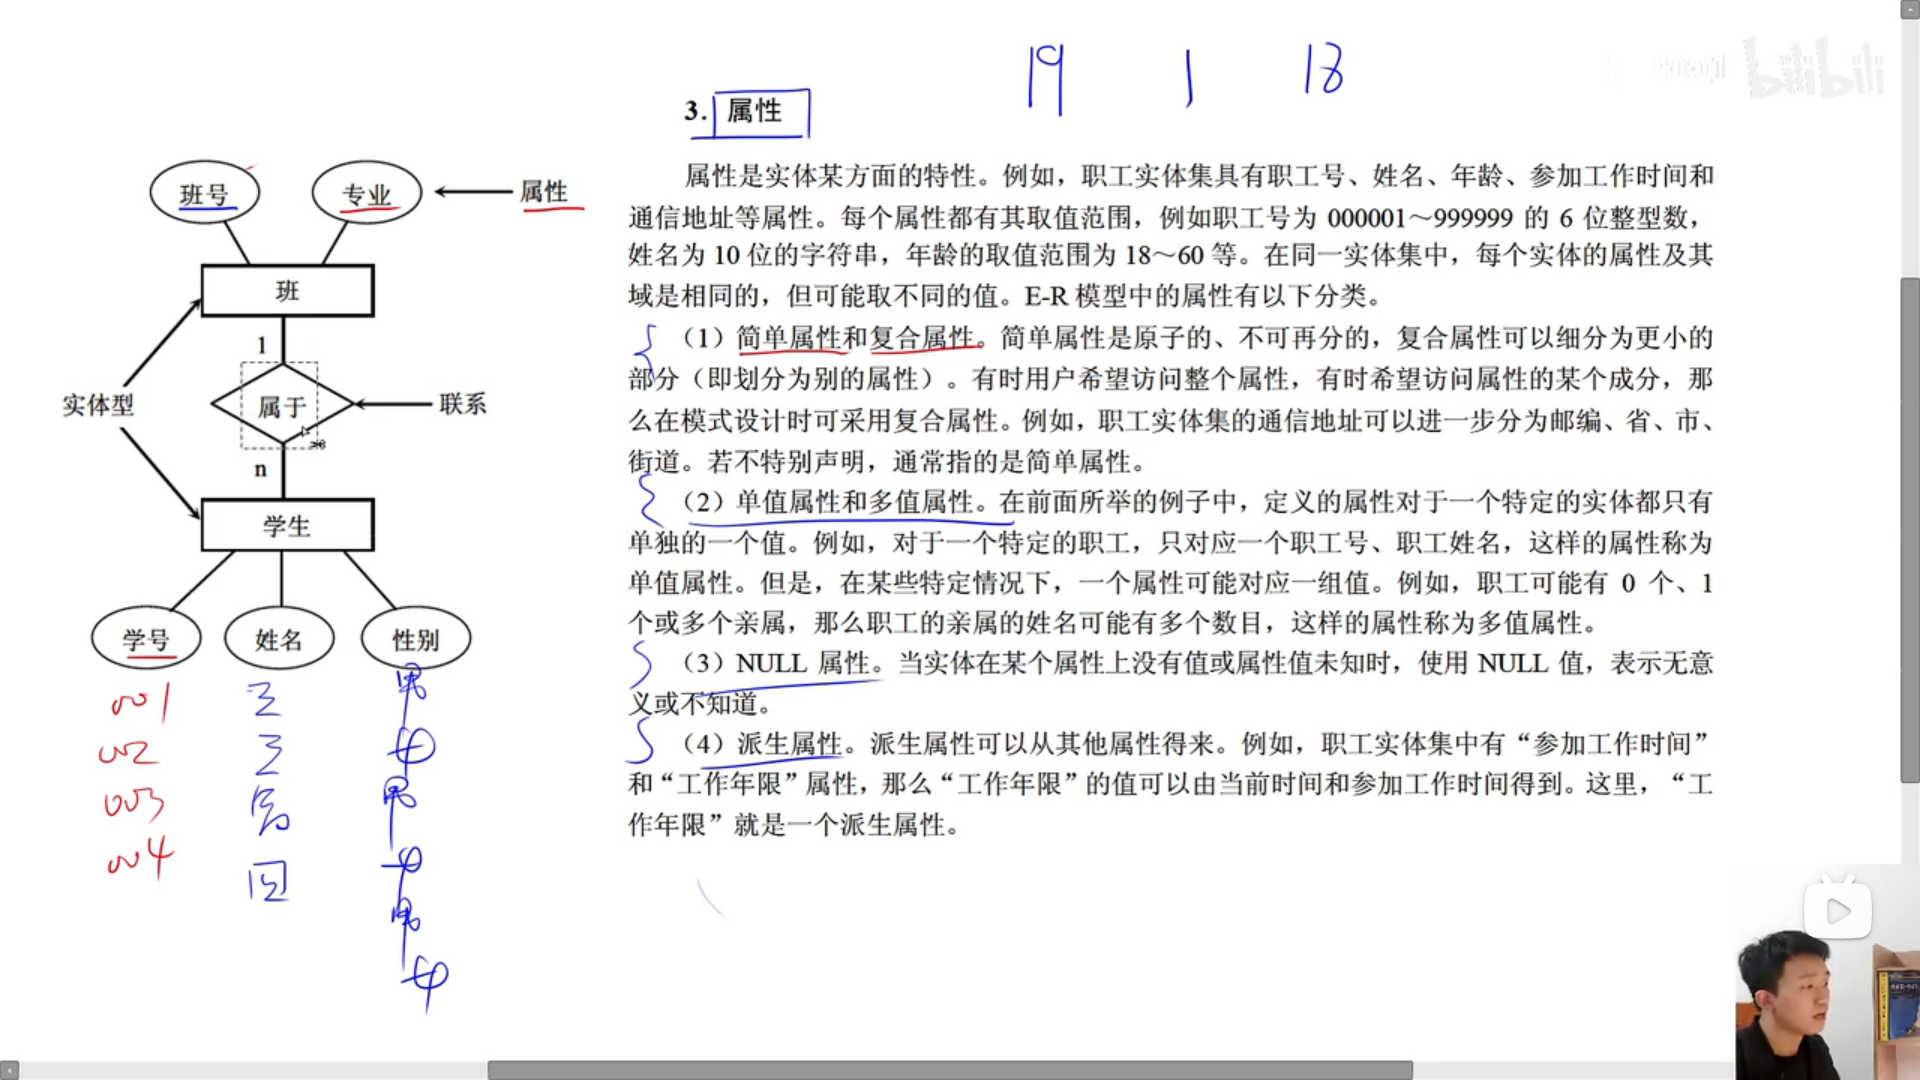 19 1 18
bilibili
3. 属性
属性是实体某方面的特性。例如，职工实体集具有职工号、姓名、年龄、参加工作时间和
通信地址等属性。每个属性都有其取值范围，例如职工号为 000001～999999 的 6 位整型数，
姓名为 10 位的字符串，年龄的取值范围为 18～60 等。在同一实体集中，每个实体的属性及其
域是相同的，但可能取不同的值。E-R 模型中的属性有以下分类。
（1）简单属性和复合属性。简单属性是原子的、不可再分的，复合属性可以细分为更小的
部分（即划分为别的属性）。有时用户希望访问整个属性，有时希望访问属性的某个成分，那
么在模式设计时可采用复合属性。例如，职工实体集的通信地址可以进一步分为邮编、省、市、
街道。若不特别声明，通常指的是简单属性。
（2）单值属性和多值属性。在前面所举的例子中，定义的属性对于一个特定的实体都只有
单独的一个值。例如，对于一个特定的职工，只对应一个职工号、职工姓名，这样的属性称为
单值属性。但是，在某些特定情况下，一个属性可能对应一组值。例如，职工可能有 0 个、1
个或多个亲属，那么职工的亲属的姓名可能有多个数目，这样的属性称为多值属性。
（3）NULL 属性。当实体在某个属性上没有值或属性值未知时，使用 NULL 值，表示无意
义或不知道。
（4）派生属性。派生属性可以从其他属性得来。例如，职工实体集中有“参加工作时间”
和“工作年限”属性，那么“工作年限”的值可以由当前时间和参加工作时间得到。这里，“工
作年限”就是一个派生属性。
班号 专业 属性
班
1
实体型 属于 联系
n
学生
学号 姓名 性别
001 男
002
003 男
004
男